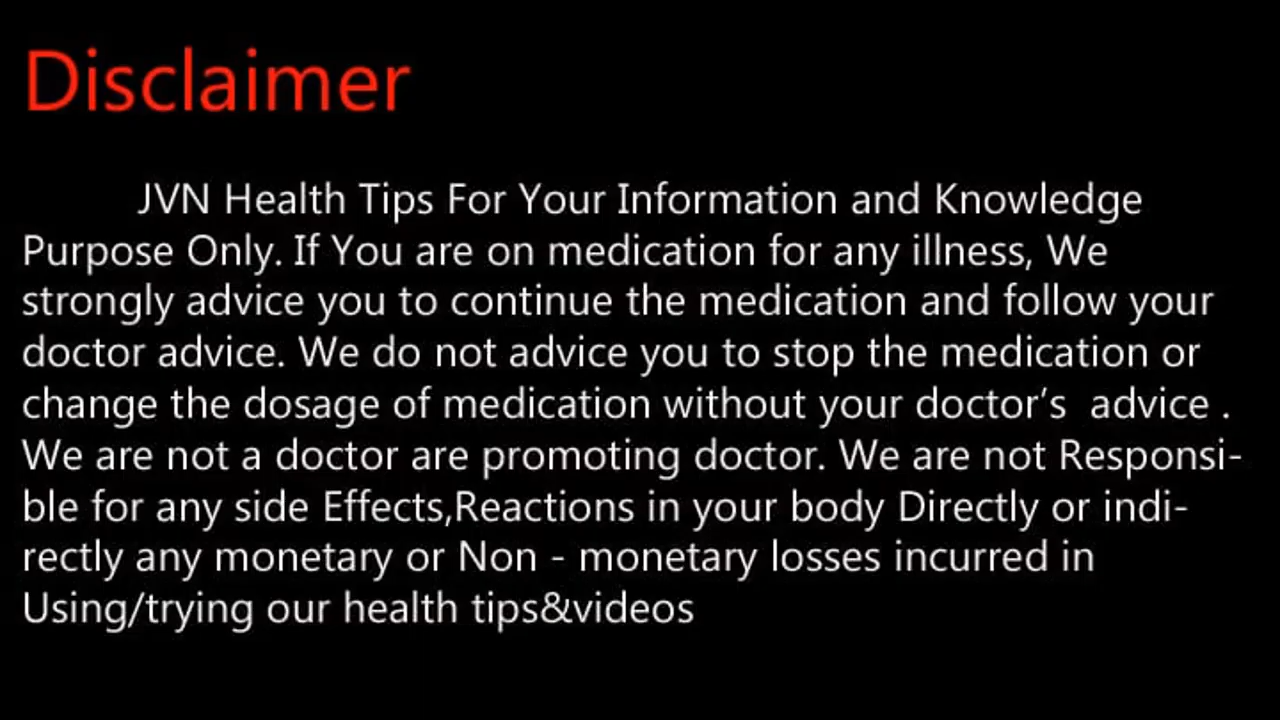 Disclaimer
JVN Health Tips For Your Information and Knowledge
Purpose Only. If You are on medication for any illness, We
strongly advice you to continue the medication and follow your
doctor advice. We do not advice you to stop the medication or
change the dosage of medication without your doctor's  advice .
We are not a doctor are promoting doctor. We are not Responsi-
ble for any side Effects,Reactions in your body Directly or indi-
rectly any monetary or Non - monetary losses incurred in
Using/trying our health tips&videos